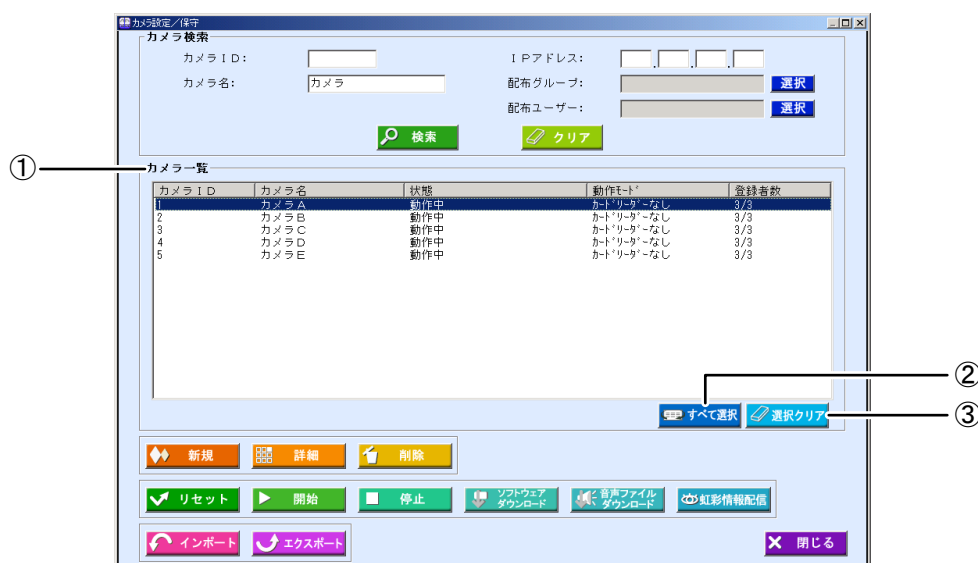 カメラ設定/保守
カメラ検索
カメラID: IPアドレス: . . .
カメラ名: カメラ 配布グループ: 選択
配布ユーザー: 選択
検索 クリア
① カメラ一覧
カメラID カメラ名 状態 動作モード 登録者数
1 カメラA 動作中 カードリーダーなし 3/3
2 カメラB 動作中 カードリーダーなし 3/3
3 カメラC 動作中 カードリーダーなし 3/3
4 カメラD 動作中 カードリーダーなし 3/3
5 カメラE 動作中 カードリーダーなし 3/3
②
すべて選択 選択クリア ③
新規 詳細 削除
リセット 開始 停止 ソフトウェア ダウンロード 音声ファイル ダウンロード 虹彩情報配信
インポート エクスポート 閉じる